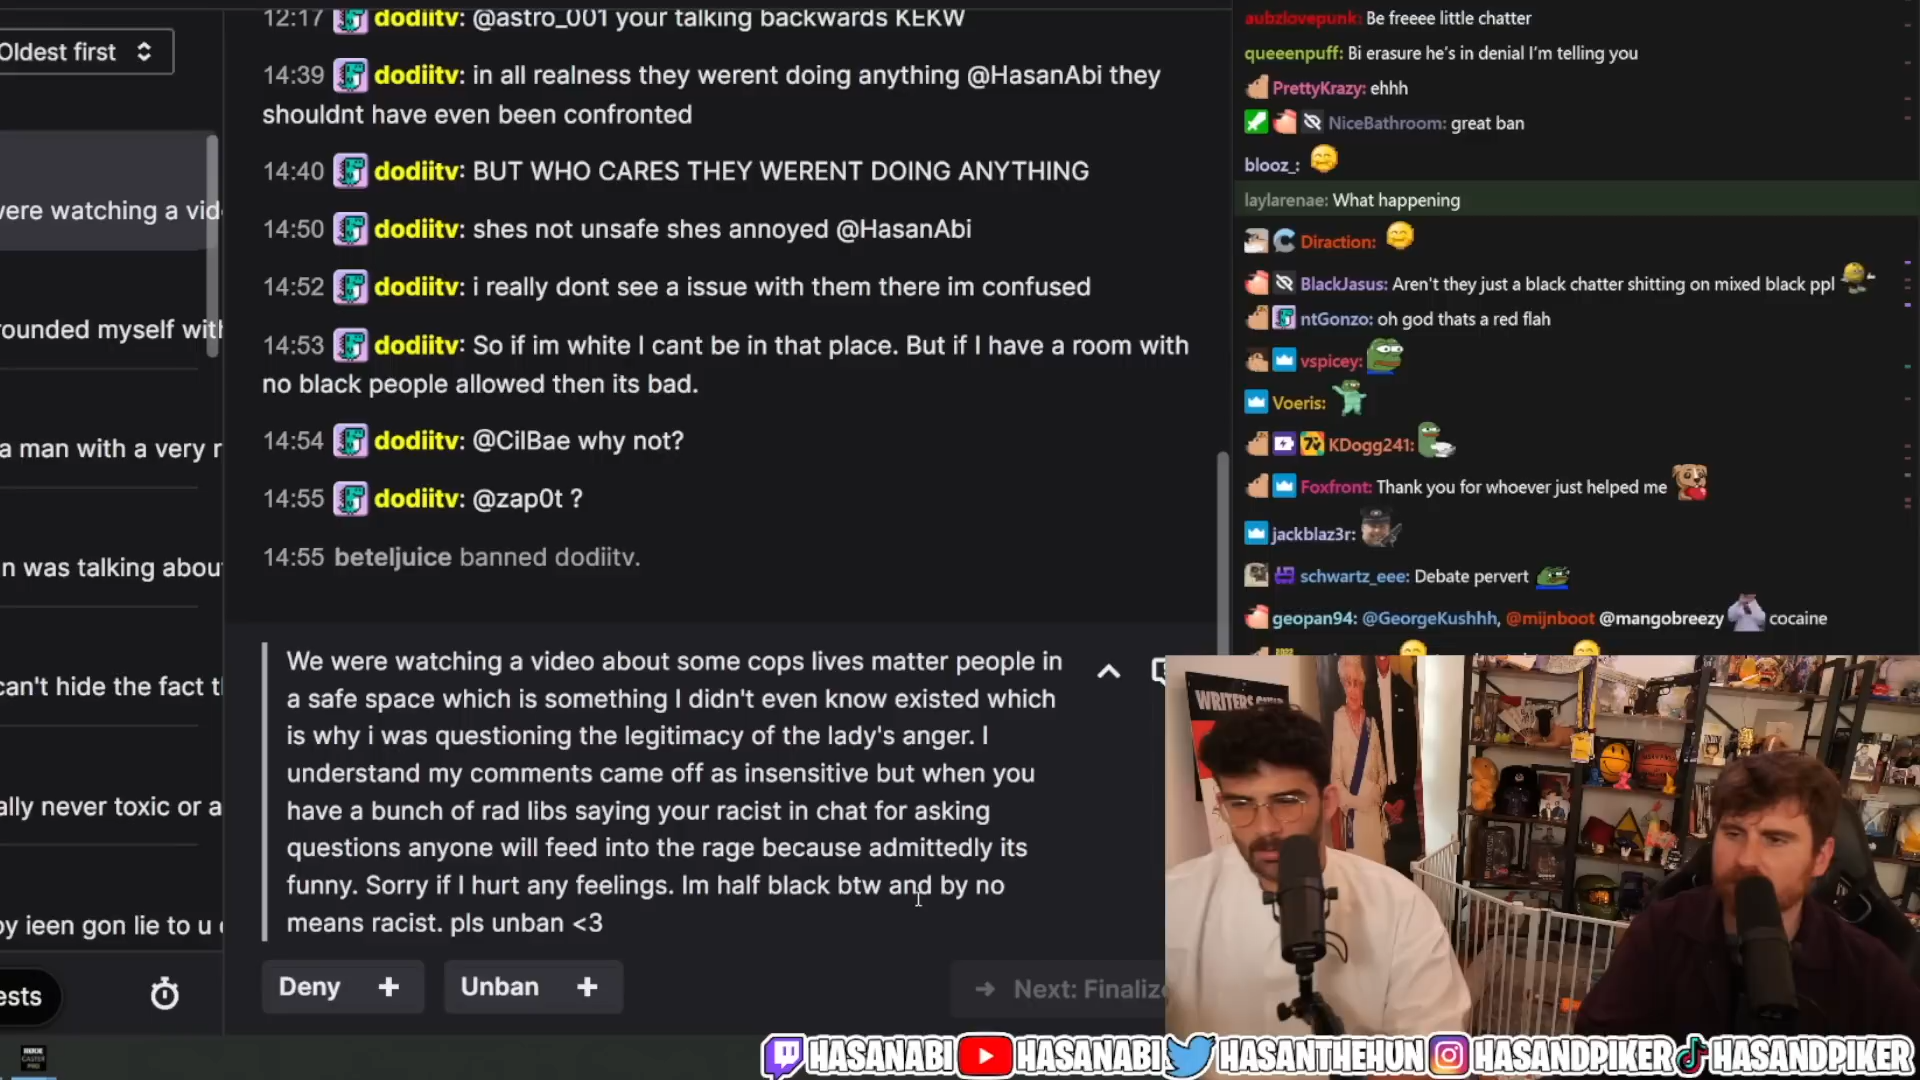 Oldest first
were watching a vid
rounded myself with
a man with a very r
n was talking about
can't hide the fact t
ally never toxic or a
by ieen gon lie to u
ests
12:17 dodiitv: @astro_001 your talking backwards KEKW
14:39 dodiitv: in all realness they werent doing anything @HasanAbi they
shouldnt have even been confronted
14:40 dodiitv: BUT WHO CARES THEY WERENT DOING ANYTHING
14:50 dodiitv: shes not unsafe shes annoyed @HasanAbi
14:52 dodiitv: i really dont see a issue with them there im confused
14:53 dodiitv: So if im white I cant be in that place. But if I have a room with
no black people allowed then its bad.
14:54 dodiitv: @CilBae why not?
14:55 dodiitv: @zap0t ?
14:55 beteljuice banned dodiitv.
We were watching a video about some cops lives matter people in
a safe space which is something I didn't even know existed which
is why i was questioning the legitimacy of the lady's anger. I
understand my comments came off as insensitive but when you
have a bunch of rad libs saying your racist in chat for asking
questions anyone will feed into the rage because admittedly its
funny. Sorry if I hurt any feelings. Im half black btw and by no
means racist. pls unban <3
Deny +
Unban +
→ Next: Finalize
aubzlovepunk: Be freeee little chatter
queeenpuff: Bi erasure he's in denial I'm telling you
PrettyKrazy: ehhh
NiceBathroom: great ban
blooz_:
laylarenae: What happening
Diraction:
BlackJasus: Aren't they just a black chatter shitting on mixed black ppl
ntGonzo: oh god thats a red flah
vspicey:
Voeris:
KDogg241:
Foxfront: Thank you for whoever just helped me
jackblaz3r:
schwartz_eee: Debate pervert
geopan94: @GeorgeKushhh, @mijnboot @mangobreezy cocaine
WRITERS
HASANABI HASANABI HASANTHEHUN HASANDPIKER HASANDPIKER